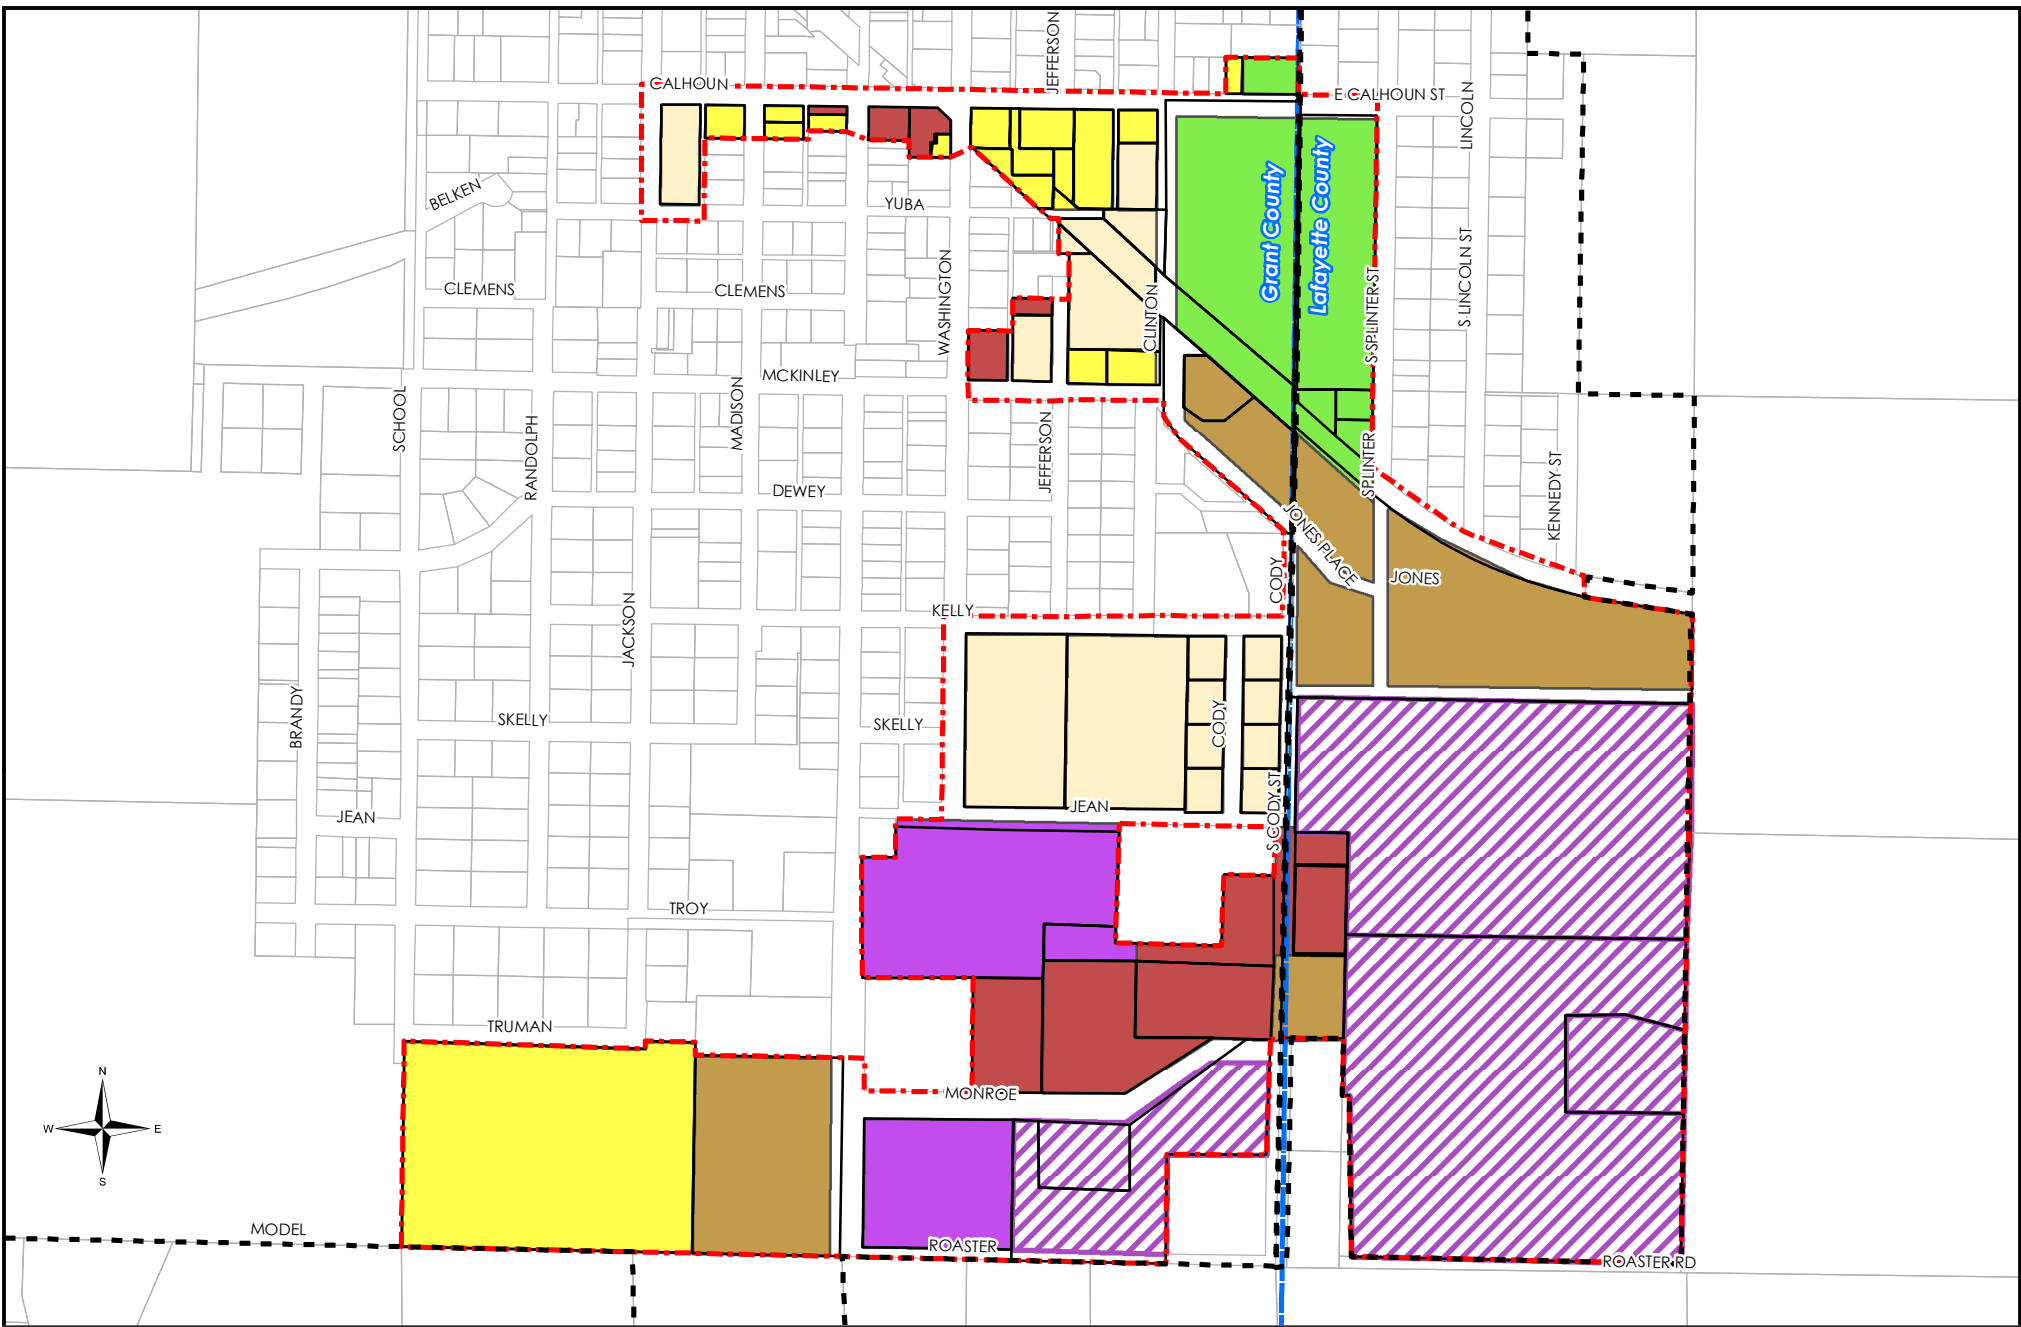 JEFFERSON
CALHOUN
E CALHOUN ST
LINCOLN
BELKEN
YUBA
Grant County
Lafayette County
S LINCOLN ST
CLEMENS
CLEMENS
WASHINGTON
CLINTON
S SPLINTER ST
MCKINLEY
SCHOOL
MADISON
RANDOLPH
JEFFERSON
SPLINTER
KENNEDY ST
DEWEY
JONES PLACE
CODY
JONES
KELLY
JACKSON
BRANDY
SKELLY
SKELLY
CODY
JEAN
JEAN
S CODY ST
TROY
TRUMAN
N
W
E
S
MONROE
MODEL
ROASTER
ROASTER RD